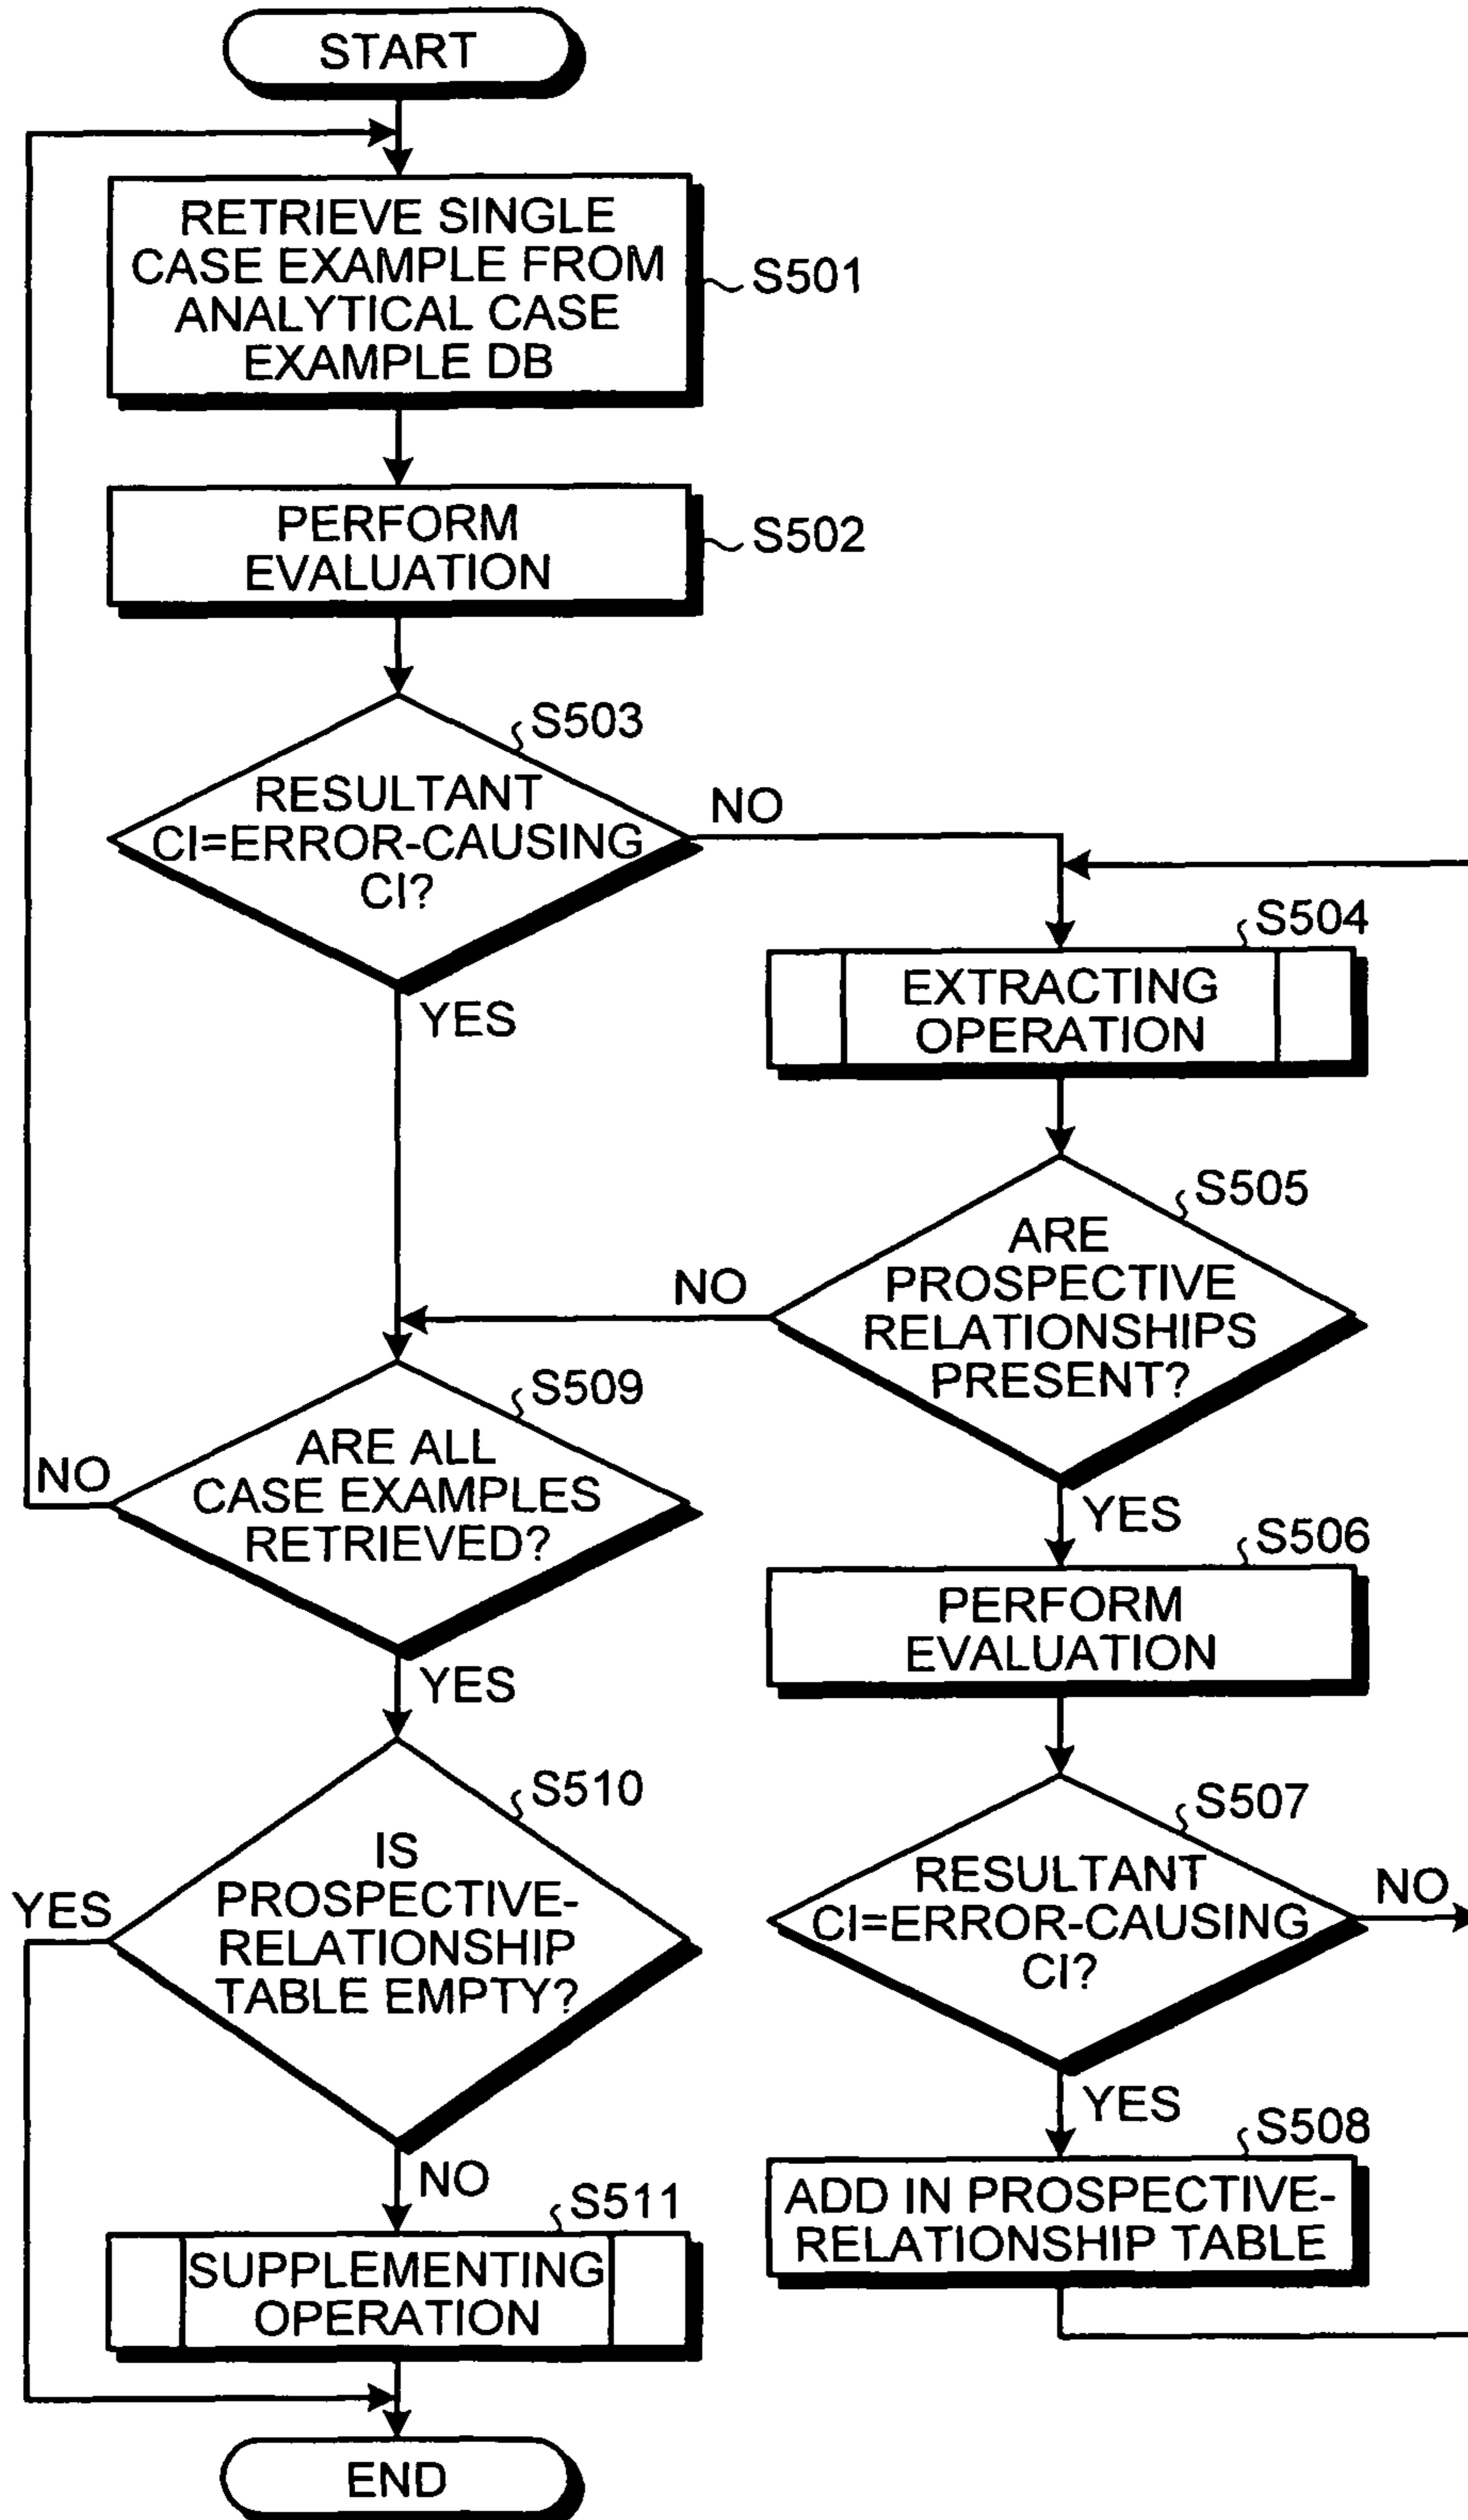 START
RETRIEVE SINGLE
CASE EXAMPLE FROM
ANALYTICAL CASE
EXAMPLE DB
S501
PERFORM
EVALUATION
S502
S503
RESULTANT
CI=ERROR-CAUSING
CI?
NO
YES
S504
EXTRACTING
OPERATION
S505
ARE
PROSPECTIVE
RELATIONSHIPS
PRESENT?
NO
YES
S506
PERFORM
EVALUATION
S507
RESULTANT
CI=ERROR-CAUSING
CI?
NO
YES
S508
ADD IN PROSPECTIVE-
RELATIONSHIP TABLE
S509
ARE ALL
CASE EXAMPLES
RETRIEVED?
NO
YES
S510
IS
PROSPECTIVE-
RELATIONSHIP
TABLE EMPTY?
YES
NO
S511
SUPPLEMENTING
OPERATION
END